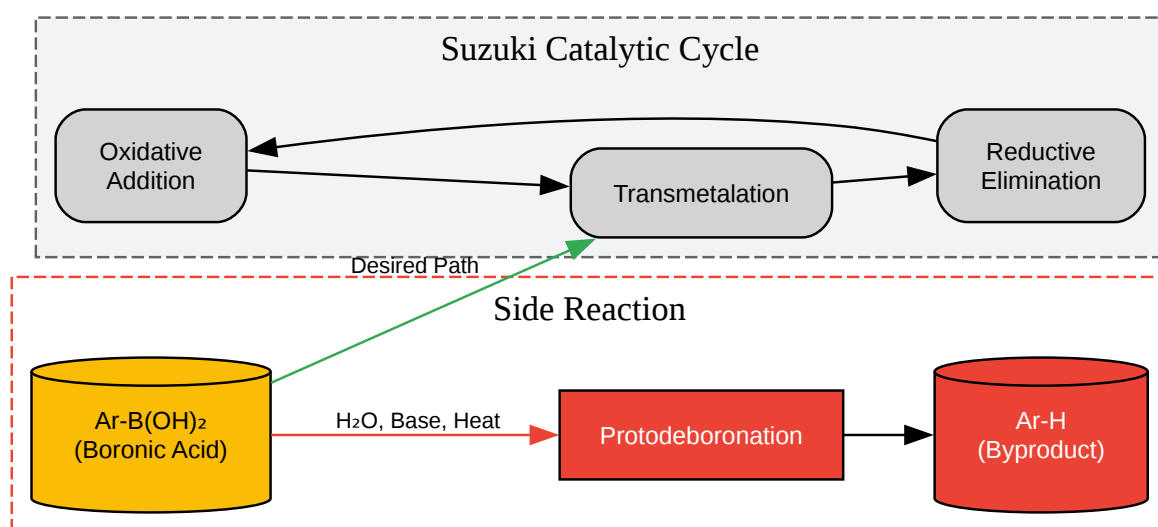 Suzuki Catalytic Cycle
Oxidative
Addition
Transmetalation
Reductive
Elimination
Desired Path
Side Reaction
Ar-B(OH)₂
(Boronic Acid)
H₂O, Base, Heat
Protodeboronation
Ar-H
(Byproduct)